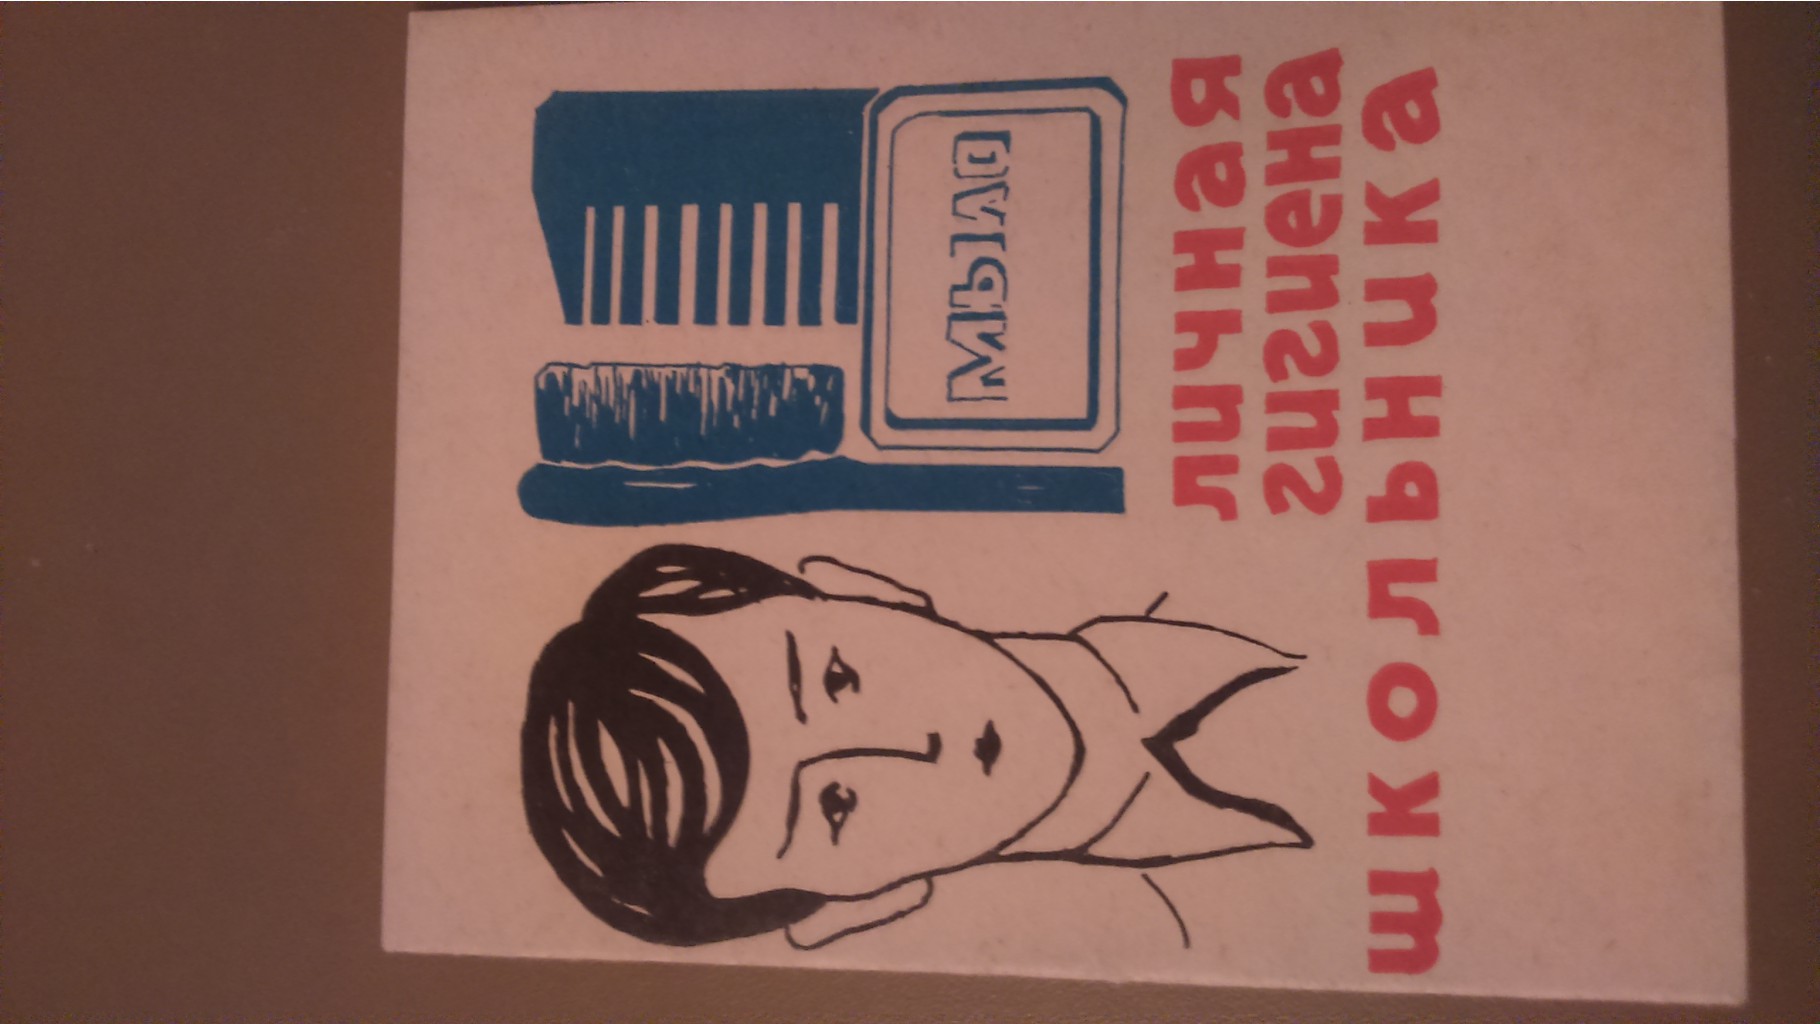 мыло
личная
гигиена
школьника